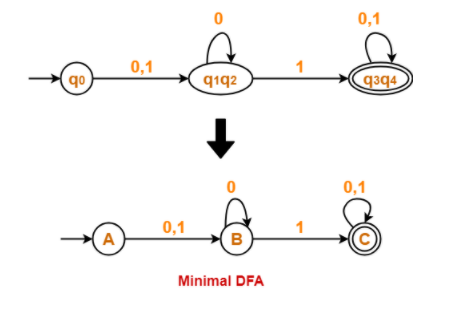 0 0,1
q0 0,1 q1q2 1 q3q4
0 0,1
A 0,1 B 1 C
Minimal DFA